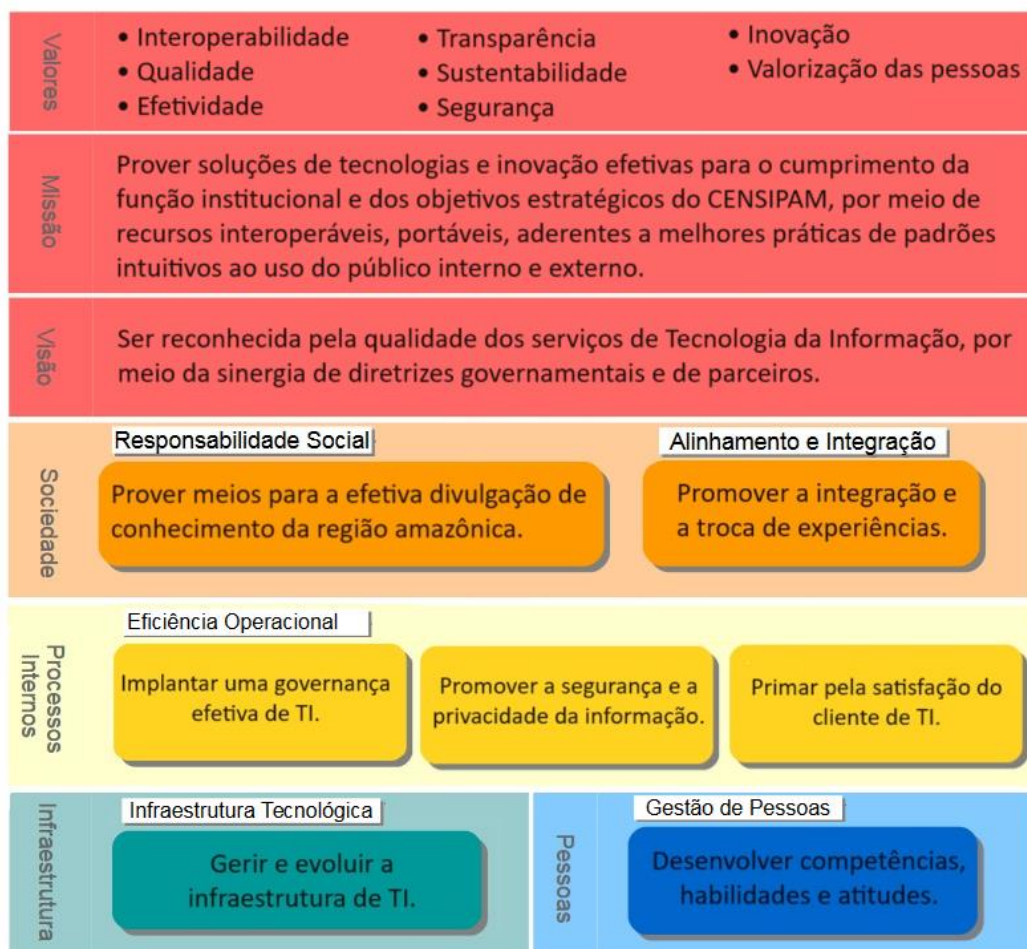 Valores
• Interoperabilidade
• Qualidade
• Efetividade
• Transparência
• Sustentabilidade
• Segurança
• Inovação
• Valorização das pessoas
Missão
Prover soluções de tecnologias e inovação efetivas para o cumprimento da
função institucional e dos objetivos estratégicos do CENSIPAM, por meio de
recursos interoperáveis, portáveis, aderentes a melhores práticas de padrões
intuitivos ao uso do público interno e externo.
Visão
Ser reconhecida pela qualidade dos serviços de Tecnologia da Informação, por
meio da sinergia de diretrizes governamentais e de parceiros.
Sociedade
Responsabilidade Social
Prover meios para a efetiva divulgação de
conhecimento da região amazônica.
Alinhamento e Integração
Promover a integração e
a troca de experiências.
Processos
Internos
Eficiência Operacional
Implantar uma governança
efetiva de TI.
Promover a segurança e a
privacidade da informação.
Primar pela satisfação do
cliente de TI.
Infraestrutura
Infraestrutura Tecnológica
Gerir e evoluir a
infraestrutura de TI.
Pessoas
Gestão de Pessoas
Desenvolver competências,
habilidades e atitudes.